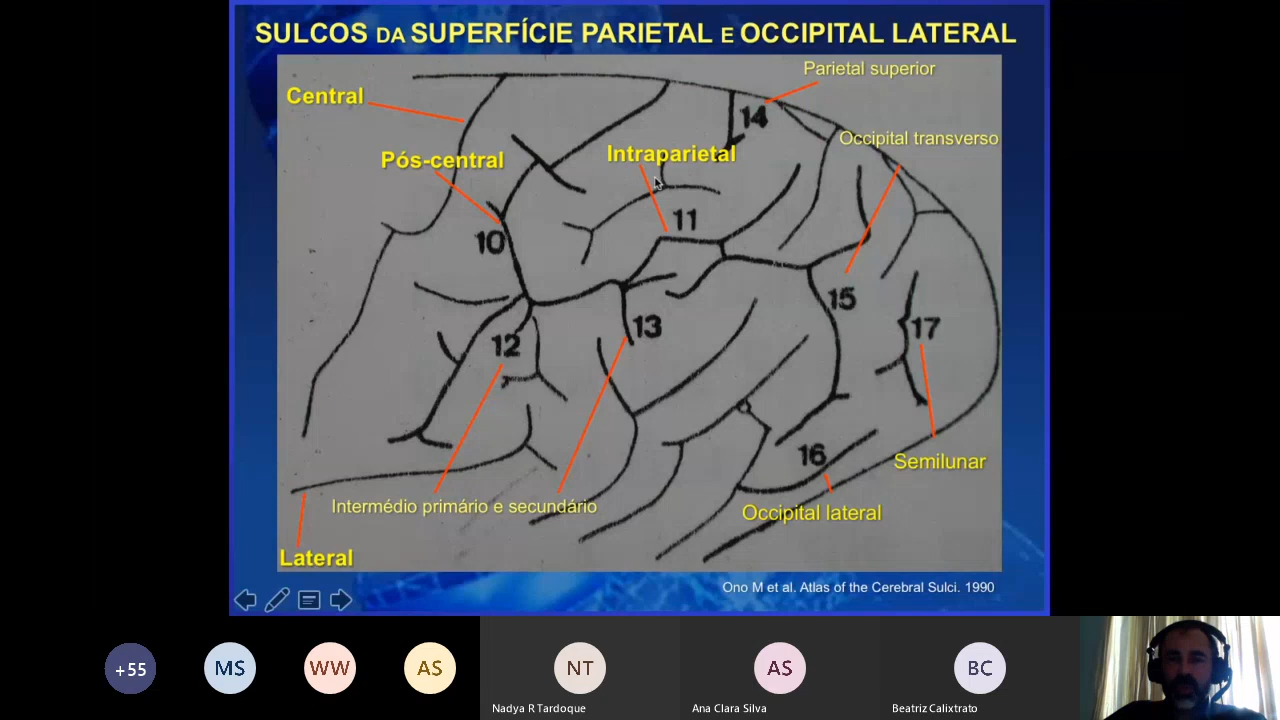 SULCOS DA SUPERFÍCIE PARIETAL E OCCIPITAL LATERAL
Parietal superior
Central
14
Occipital transverso
Pós-central
Intraparietal
11
10
15
13
17
12
16
Semilunar
Intermédio primário e secundário
Occipital lateral
Lateral
Ono M et al. Atlas of the Cerebral Sulci. 1990
+55
MS
WW
AS
NT
AS
BC
Nadya R Tardoque
Ana Clara Silva
Beatriz Calixtrato